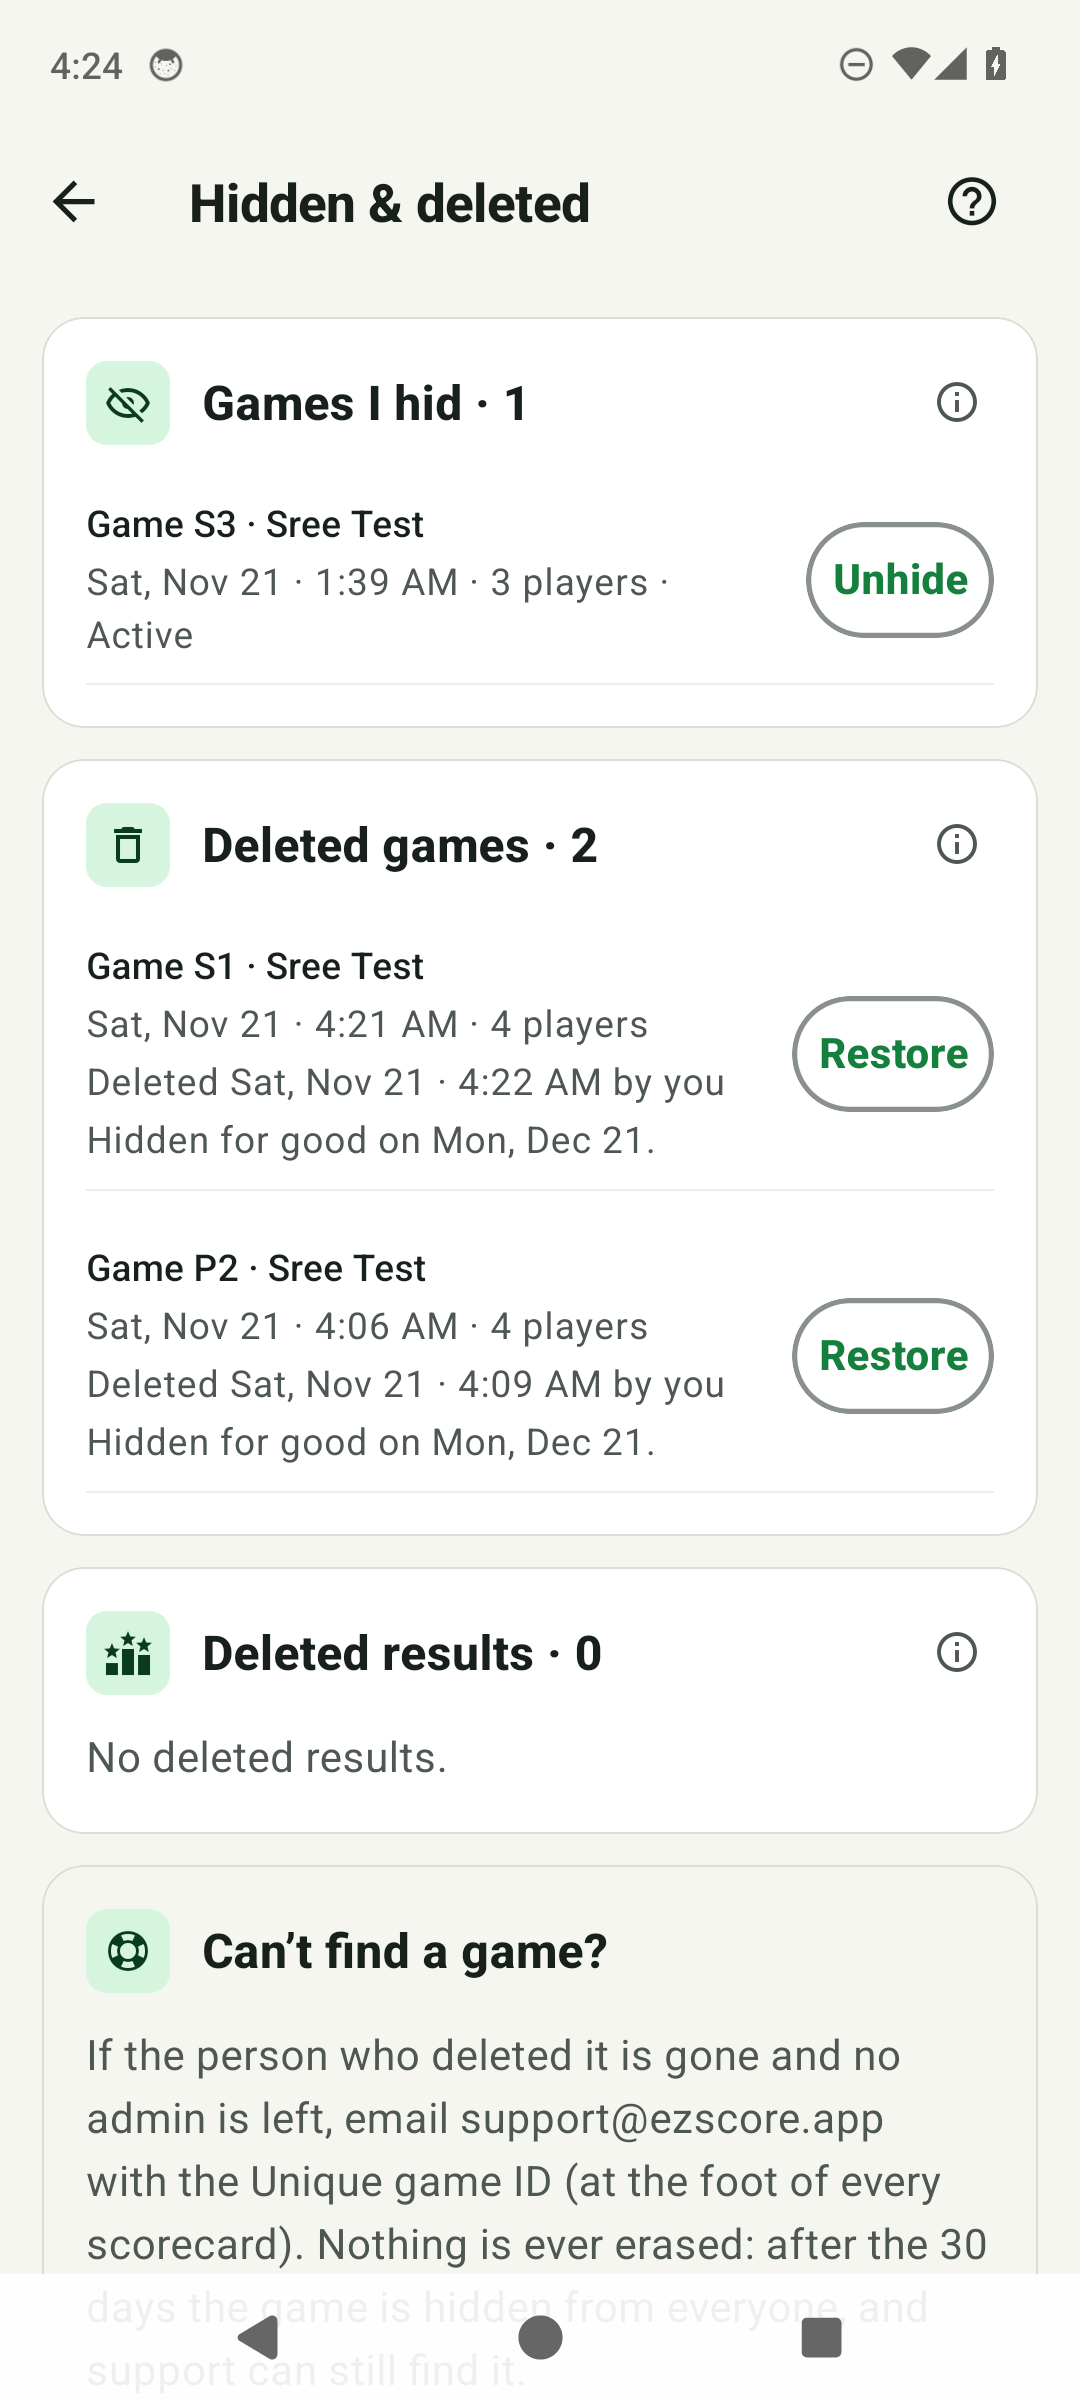 4:24
Hidden & deleted
Games I hid · 1
Game S3 · Sree Test
Sat, Nov 21 · 1:39 AM · 3 players ·
Active
Unhide
Deleted games · 2
Game S1 · Sree Test
Sat, Nov 21 · 4:21 AM · 4 players
Deleted Sat, Nov 21 · 4:22 AM by you
Hidden for good on Mon, Dec 21.
Restore
Game P2 · Sree Test
Sat, Nov 21 · 4:06 AM · 4 players
Deleted Sat, Nov 21 · 4:09 AM by you
Hidden for good on Mon, Dec 21.
Restore
Deleted results · 0
No deleted results.
Can’t find a game?
If the person who deleted it is gone and no
admin is left, email support@ezscore.app
with the Unique game ID (at the foot of every
scorecard). Nothing is ever erased: after the 30
days the game is hidden from everyone, and
support can still find it.